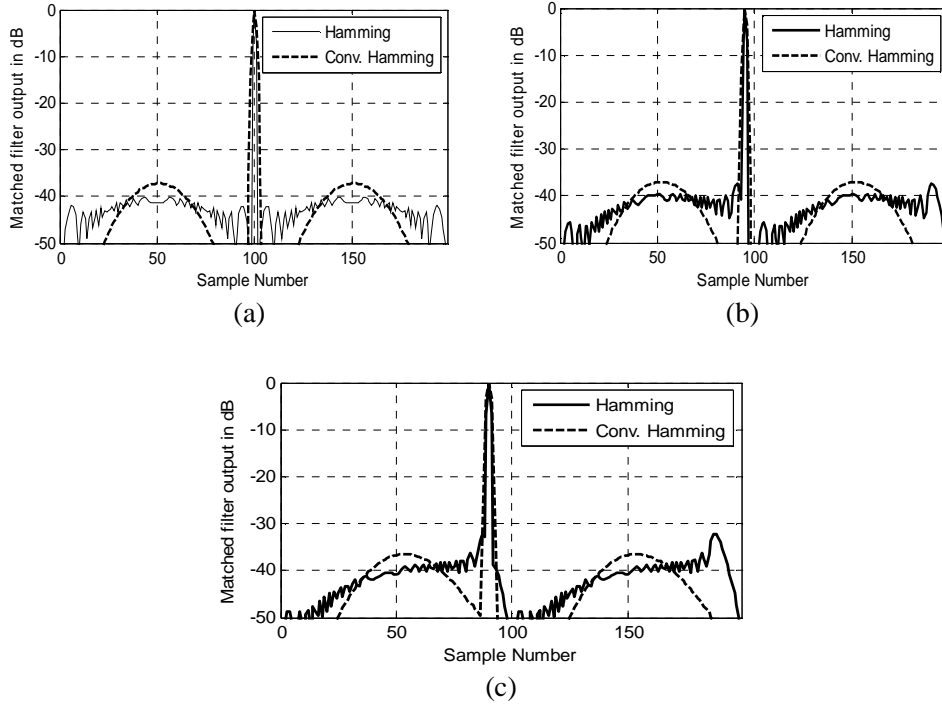 Matched filter output in dB
0
-10
-20
-30
-40
-50
0 50 100 150
Sample Number
Hamming
Conv. Hamming
(a)
Matched filter output in dB
0
-10
-20
-30
-40
-50
0 50 100 150
Sample Number
Hamming
Conv. Hamming
(b)
Matched filter output in dB
0
-10
-20
-30
-40
-50
0 50 100 150
Sample Number
Hamming
Conv. Hamming
(c)